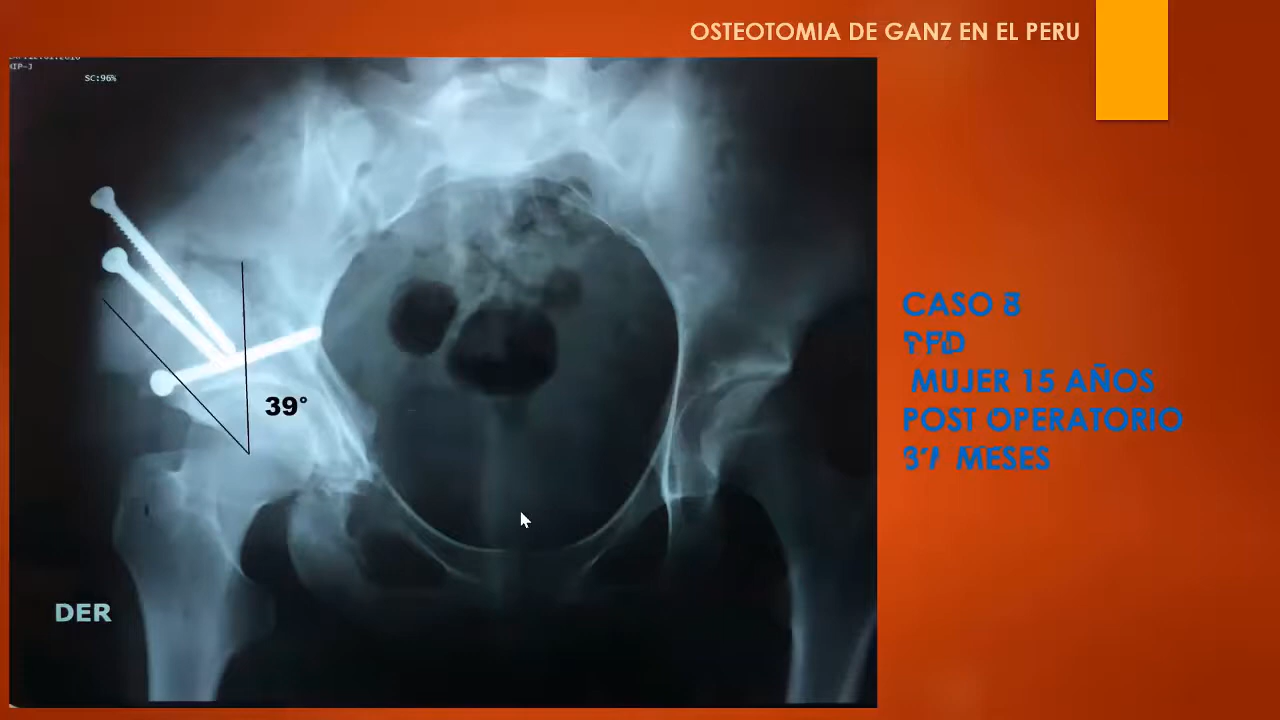 OSTEOTOMIA DE GANZ EN EL PERU
SC:96%
39°
DER
CASO 8
MUJER 15 AÑOS
POST OPERATORIO
MESES